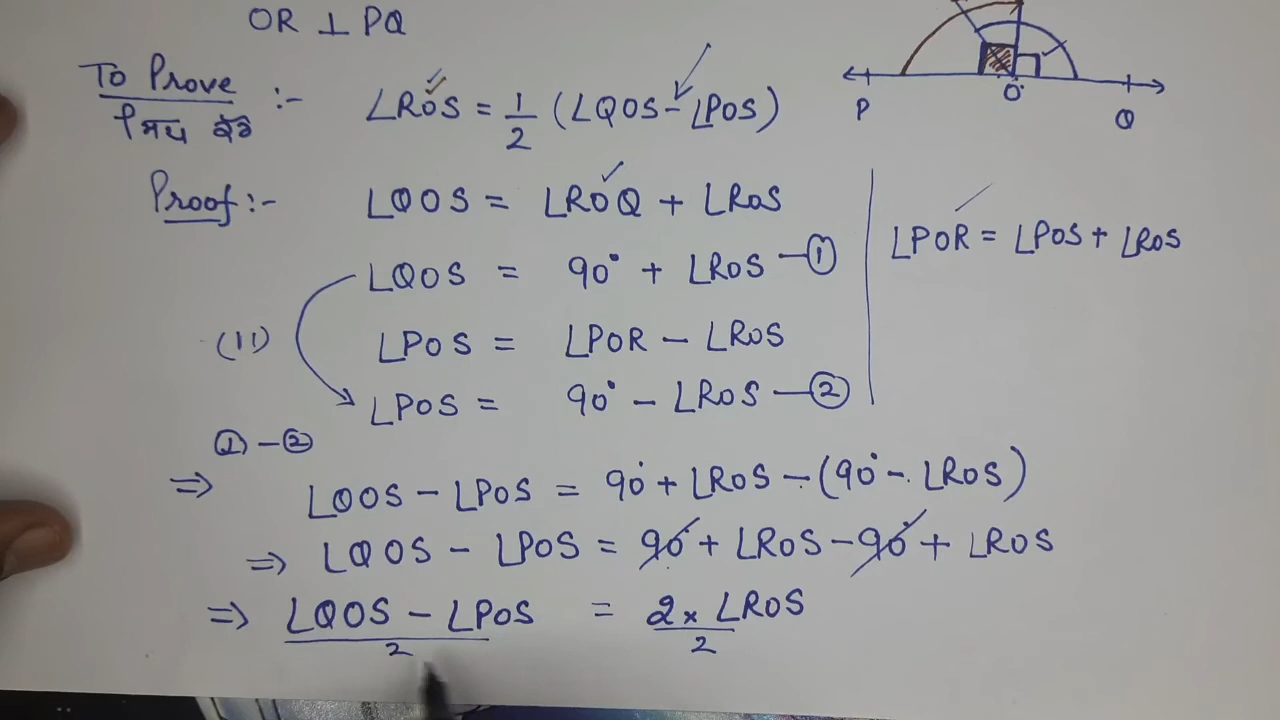 OR ⊥ PQ
To Prove :- ∠ROS = 1/2 (∠QOS - ∠POS)
P O Q
Proof :- ∠QOS = ∠ROQ + ∠ROS
∠POR = ∠POS + ∠ROS
∠QOS = 90° + ∠ROS — ①
(11) ∠POS = ∠POR - ∠ROS
∠POS = 90° - ∠ROS — ②
① - ②
⇒ ∠QOS - ∠POS = 90° + ∠ROS - (90° - ∠ROS)
⇒ ∠QOS - ∠POS = 90° + ∠ROS - 90° + ∠ROS
⇒ ∠QOS - ∠POS / 2 = 2 × ∠ROS / 2